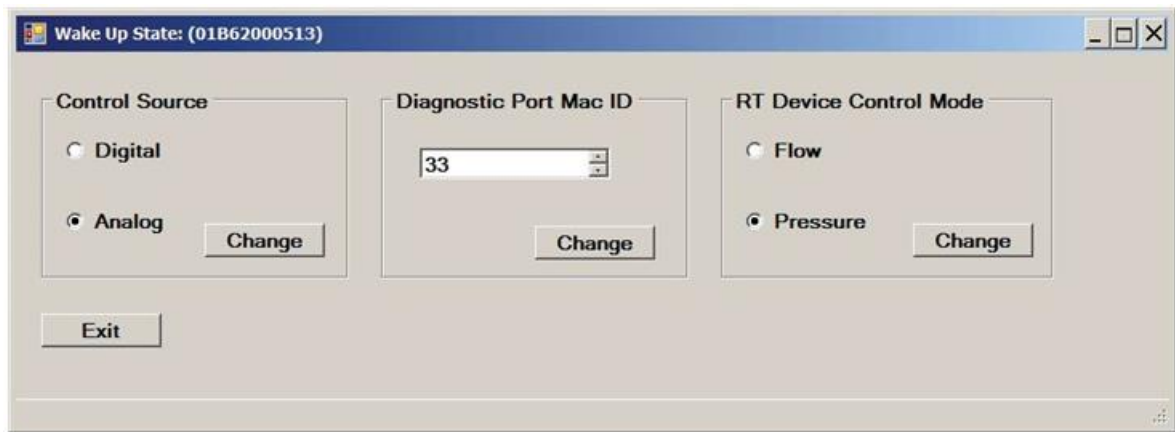 Wake Up State: (01B62000513)
Control Source
Digital
Analog
Change
Diagnostic Port Mac ID
33
Change
RT Device Control Mode
Flow
Pressure
Change
Exit